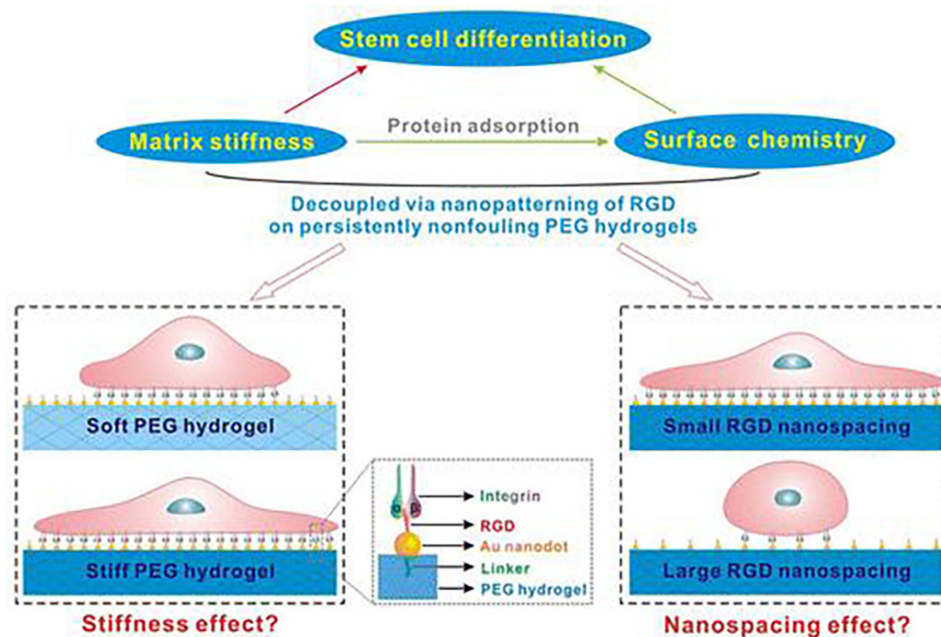 Stem cell differentiation
Protein adsorption
Matrix stiffness
Surface chemistry
Decoupled via nanopatterning of RGD
on persistently nonfouling PEG hydrogels
Soft PEG hydrogel
Stiff PEG hydrogel
Stiffness effect?
α β
Integrin
RGD
Au nanodot
Linker
PEG hydrogel
Small RGD nanospacing
Large RGD nanospacing
Nanospacing effect?